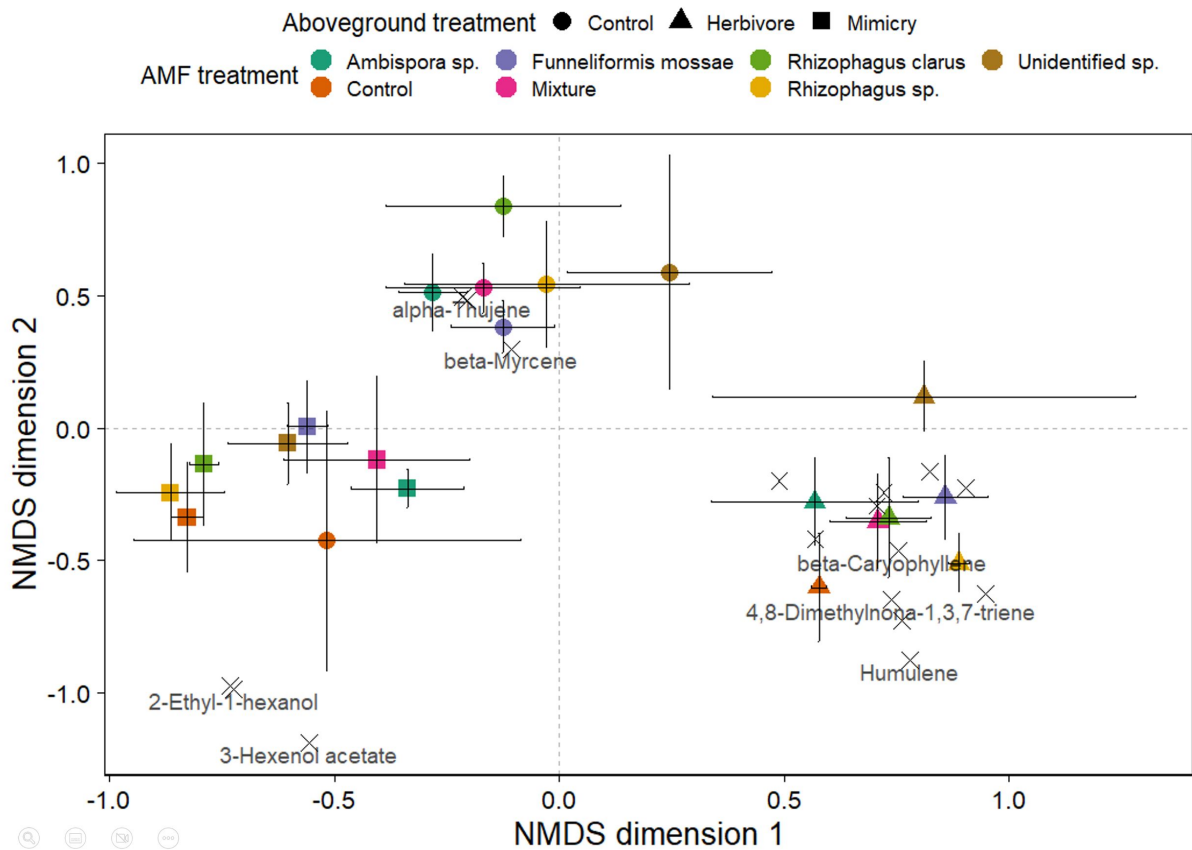 Aboveground treatment Control Herbivore Mimicry
AMF treatment Ambispora sp. Funneliformis mossae Rhizophagus clarus Unidentified sp.
Control Mixture Rhizophagus sp.
1.0
0.5
0.0
-0.5
-1.0
NMDS dimension 2
alpha-Thujene
beta-Myrcene
beta-Caryophyllene
4,8-Dimethylnona-1,3,7-triene
Humulene
2-Ethyl-1-hexanol
3-Hexenol acetate
-1.0 -0.5 0.0 0.5 1.0
NMDS dimension 1